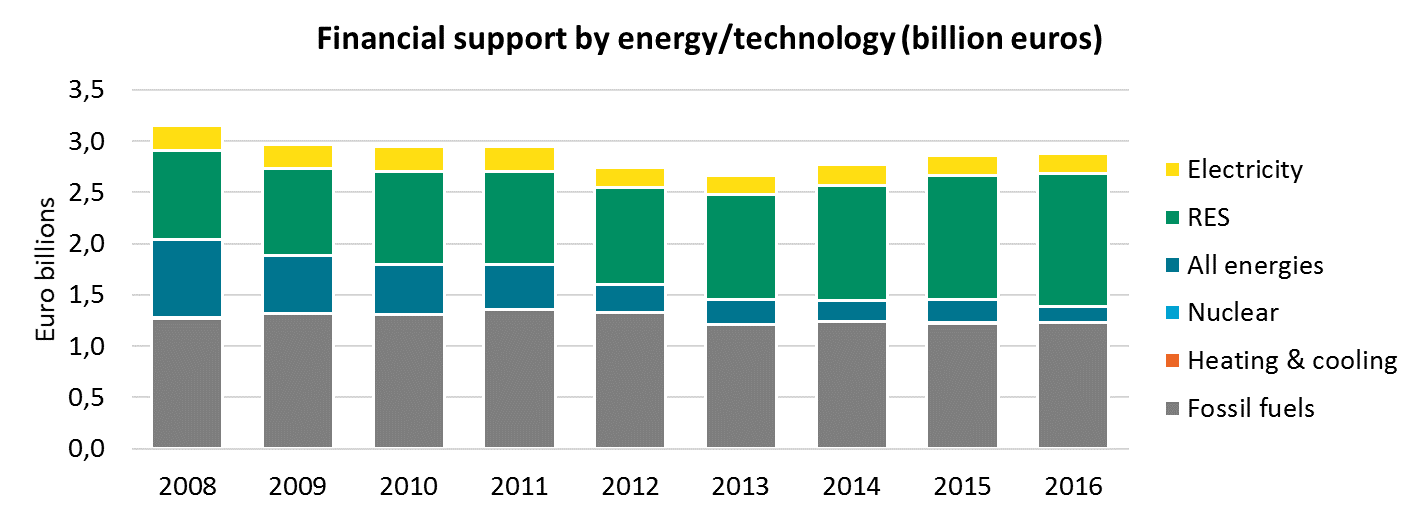 Financial support by energy/technology (billion euros)
3,5
3,0
2,5
2,0
1,5
1,0
0,5
0,0
Euro billions
2008 2009 2010 2011 2012 2013 2014 2015 2016
Electricity
RES
All energies
Nuclear
Heating & cooling
Fossil fuels